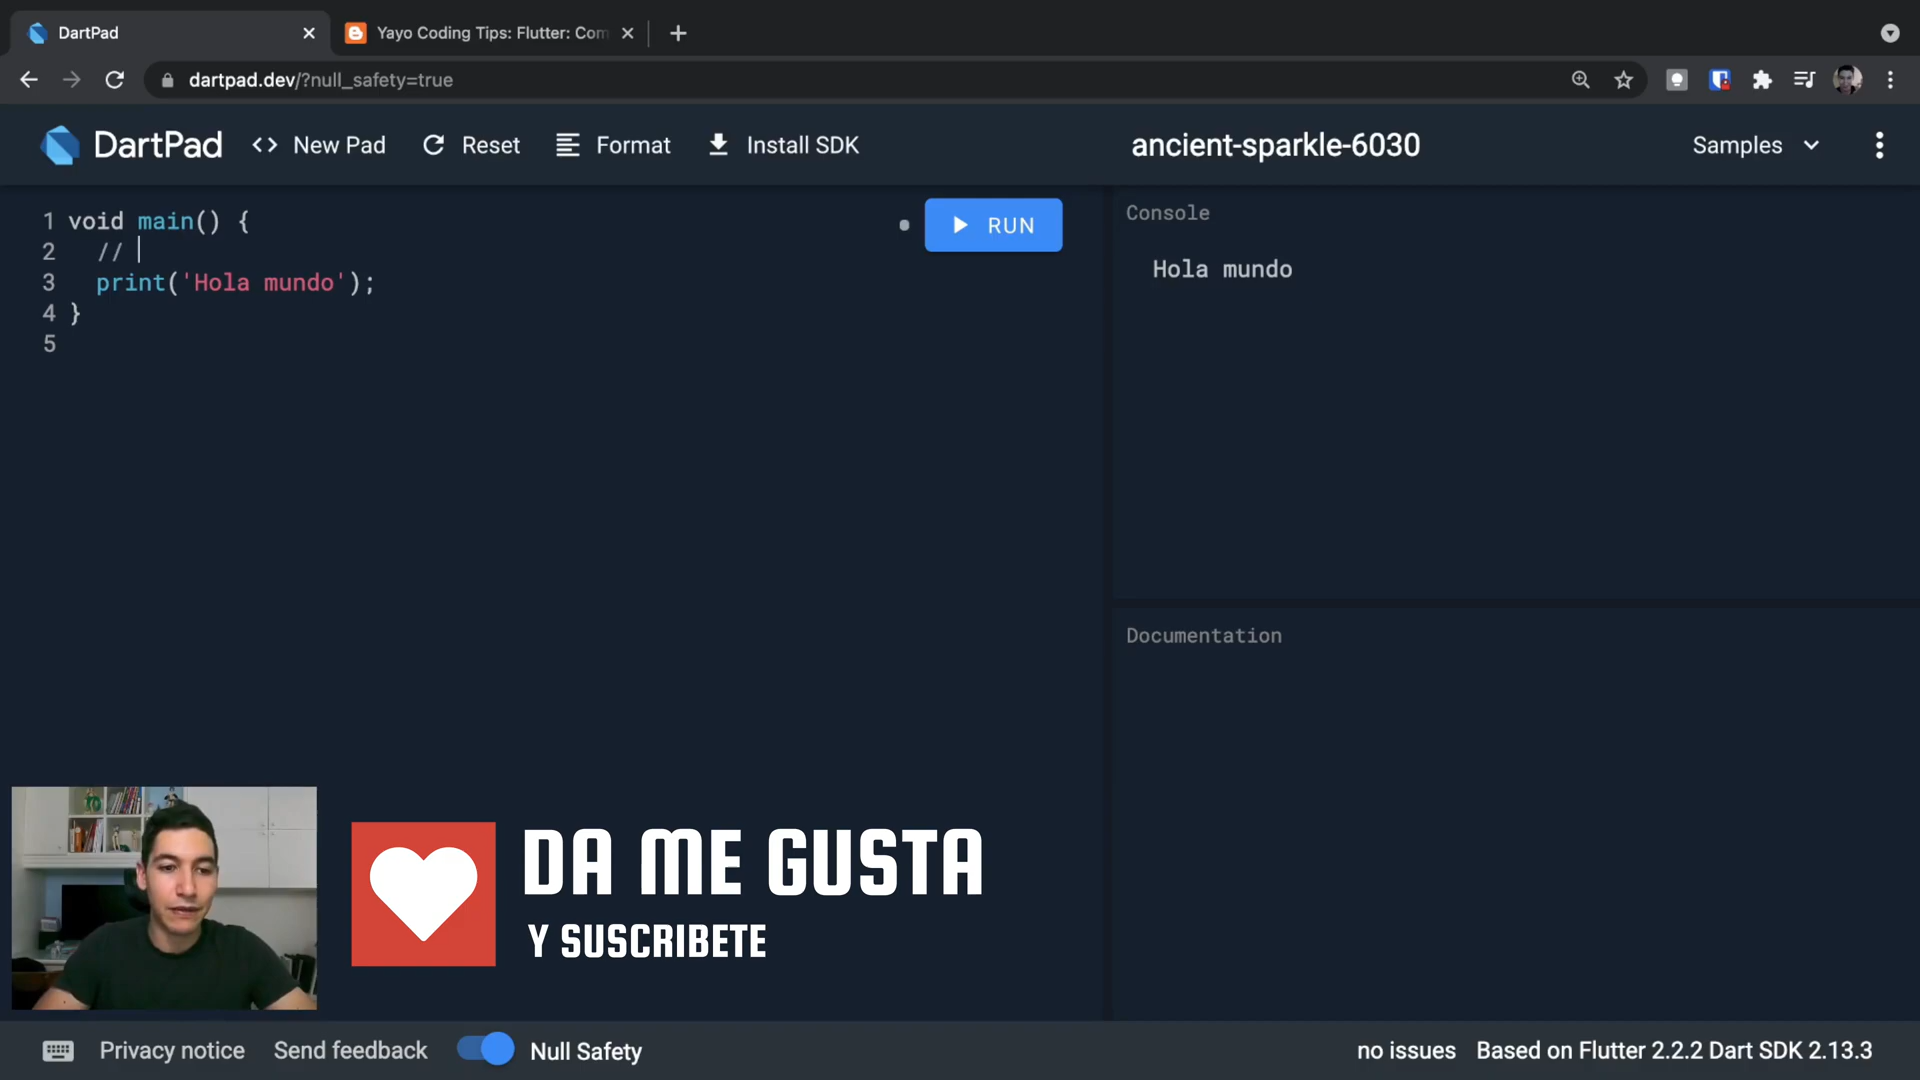 DartPad
Yayo Coding Tips: Flutter: Com
dartpad.dev/?null_safety=true
DartPad
<> New Pad
Reset
Format
Install SDK
ancient-sparkle-6030
Samples
1 void main() {
2 //
3 print('Hola mundo');
4 }
5
RUN
Console
Hola mundo
Documentation
DA ME GUSTA
Y SUSCRIBETE
Privacy notice
Send feedback
Null Safety
no issues
Based on Flutter 2.2.2 Dart SDK 2.13.3